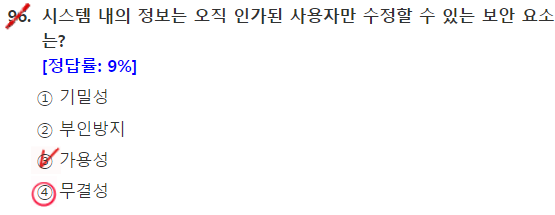 96. 시스템 내의 정보는 오직 인가된 사용자만 수정할 수 있는 보안 요소
는?
[정답률: 9%]
① 기밀성
② 부인방지
③ 가용성
④ 무결성